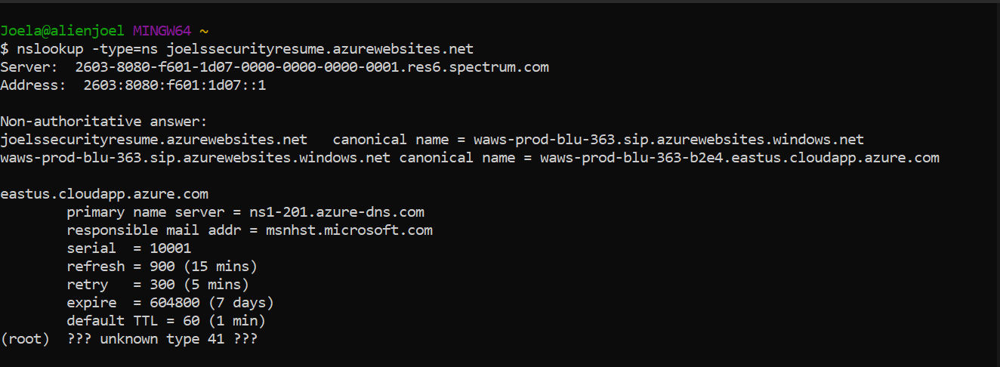 Joela@alienjoel MINGW64 ~
$ nslookup -type=ns joelssecurityresume.azurewebsites.net
Server:  2603-8080-f601-1d07-0000-0000-0000-0001.res6.spectrum.com
Address:  2603:8080:f601:1d07::1

Non-authoritative answer:
joelssecurityresume.azurewebsites.net   canonical name = waws-prod-blu-363.sip.azurewebsites.windows.net
waws-prod-blu-363.sip.azurewebsites.windows.net canonical name = waws-prod-blu-363-b2e4.eastus.cloudapp.azure.com

eastus.cloudapp.azure.com
        primary name server = ns1-201.azure-dns.com
        responsible mail addr = msnhst.microsoft.com
        serial  = 10001
        refresh = 900 (15 mins)
        retry   = 300 (5 mins)
        expire  = 604800 (7 days)
        default TTL = 60 (1 min)
(root)  ??? unknown type 41 ???